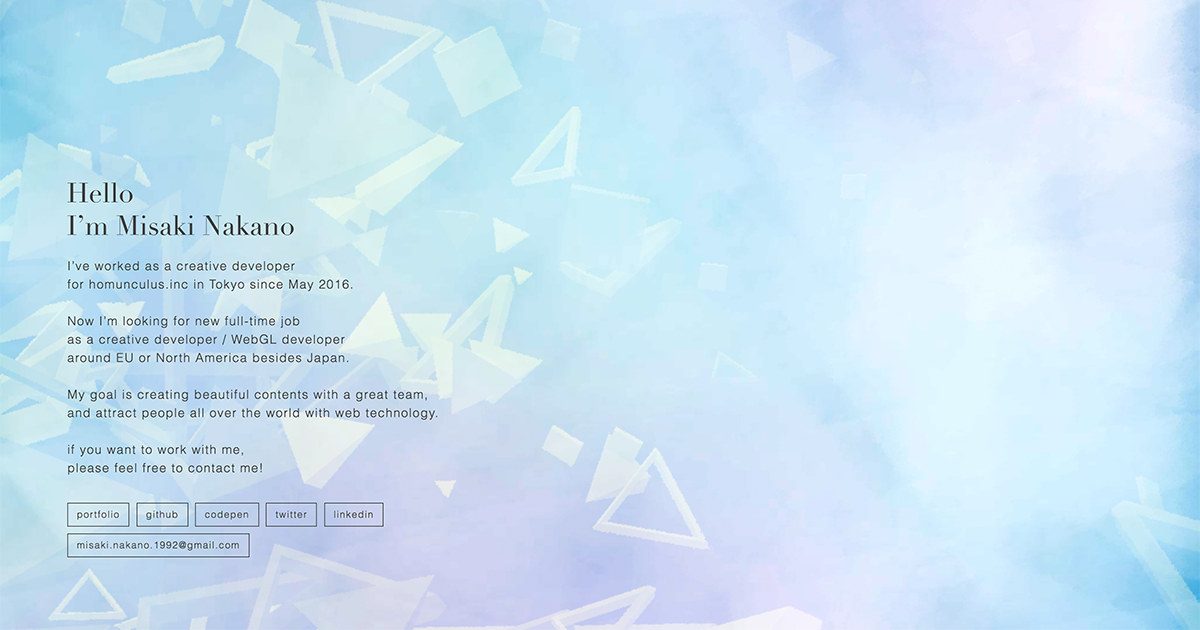 Hello
I’m Misaki Nakano
I’ve worked as a creative developer
for homunculus.inc in Tokyo since May 2016.
Now I’m looking for new full-time job
as a creative developer / WebGL developer
around EU or North America besides Japan.
My goal is creating beautiful contents with a great team,
and attract people all over the world with web technology.
if you want to work with me,
please feel free to contact me!
portfolio github codepen twitter linkedin
misaki.nakano.1992@gmail.com